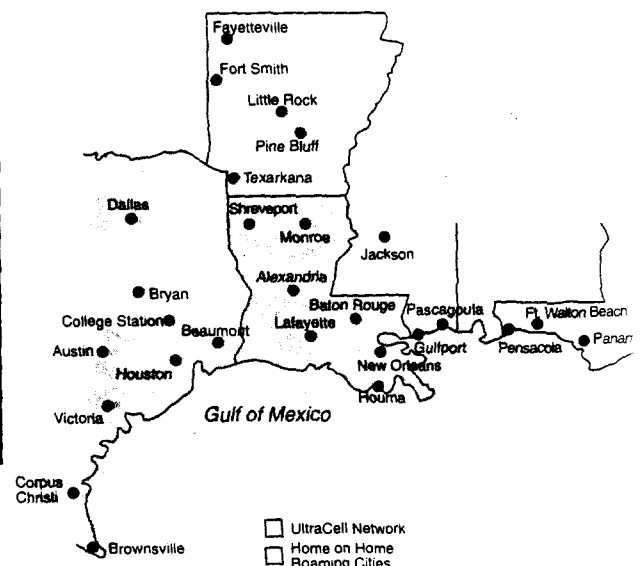 Fayetteville
Fort Smith
Little Rock
Pine Bluff
Texarkana
Dallas
Shreveport
Monroe
Jackson
Alexandria
Bryan
Baton Rouge
Pascagoula
Ft. Walton Beach
College Station
Beaumont
Lafayette
Austin
Gulfport
Pensacola
Panam
Houston
New Orleans
Houma
Victoria
Gulf of Mexico
Corpus
Christi
UltraCell Network
Home on Home
Roaming Cities
Brownsville